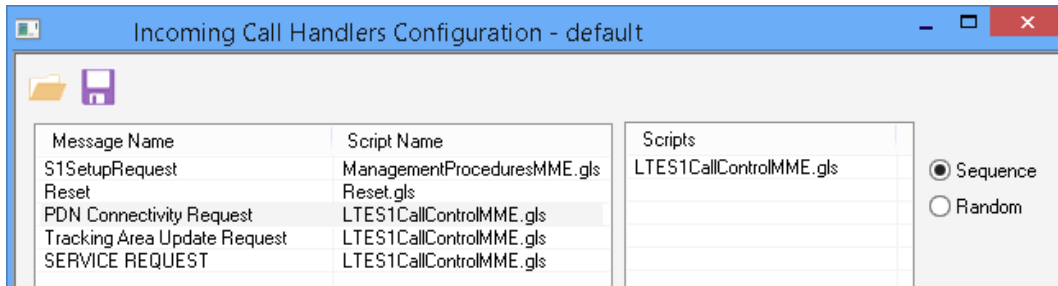 Incoming Call Handlers Configuration - default
Message Name Script Name Scripts
S1SetupRequest ManagementProceduresMME.gls LTES1CallControlMME.gls Sequence
Reset Reset.gls
PDN Connectivity Request LTES1CallControlMME.gls Random
Tracking Area Update Request LTES1CallControlMME.gls
SERVICE REQUEST LTES1CallControlMME.gls